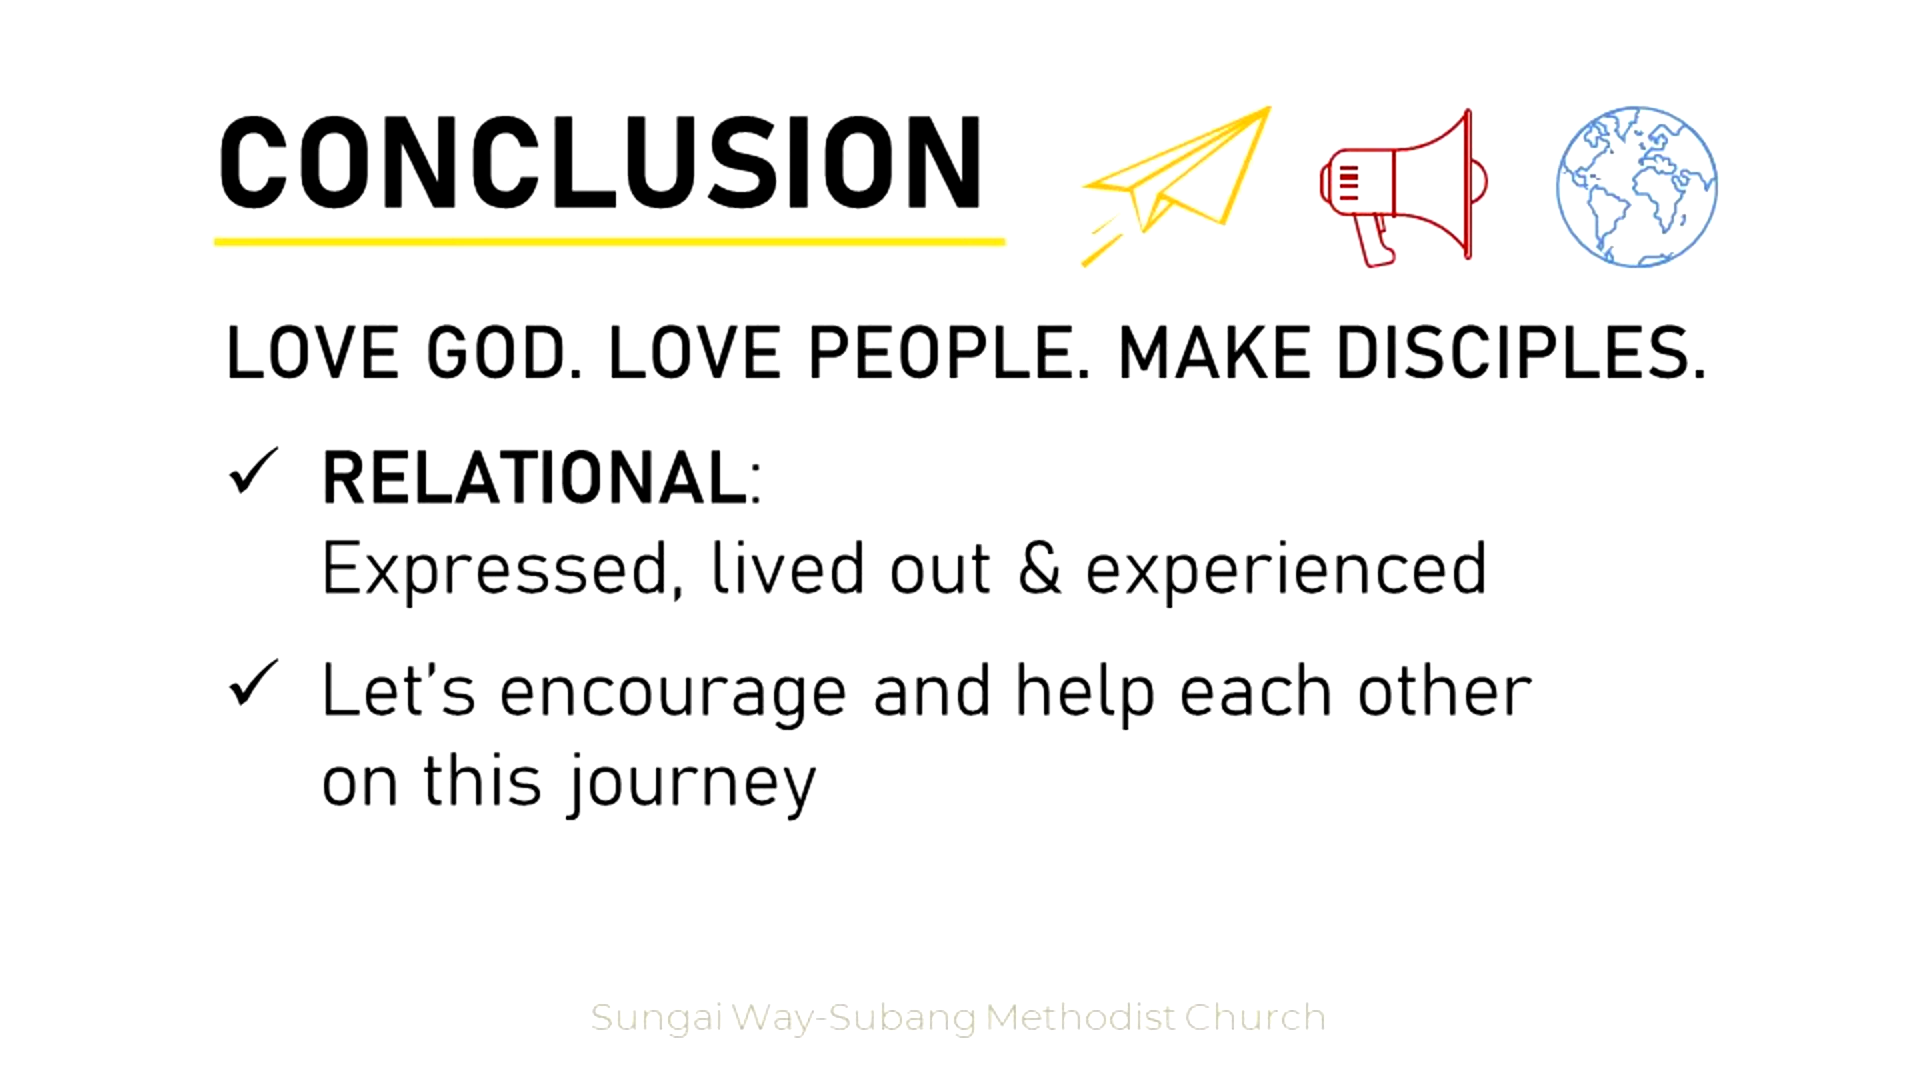 CONCLUSION
LOVE GOD. LOVE PEOPLE. MAKE DISCIPLES.
✓ RELATIONAL:
Expressed, lived out & experienced
✓ Let’s encourage and help each other
on this journey
Sungai Way-Subang Methodist Church